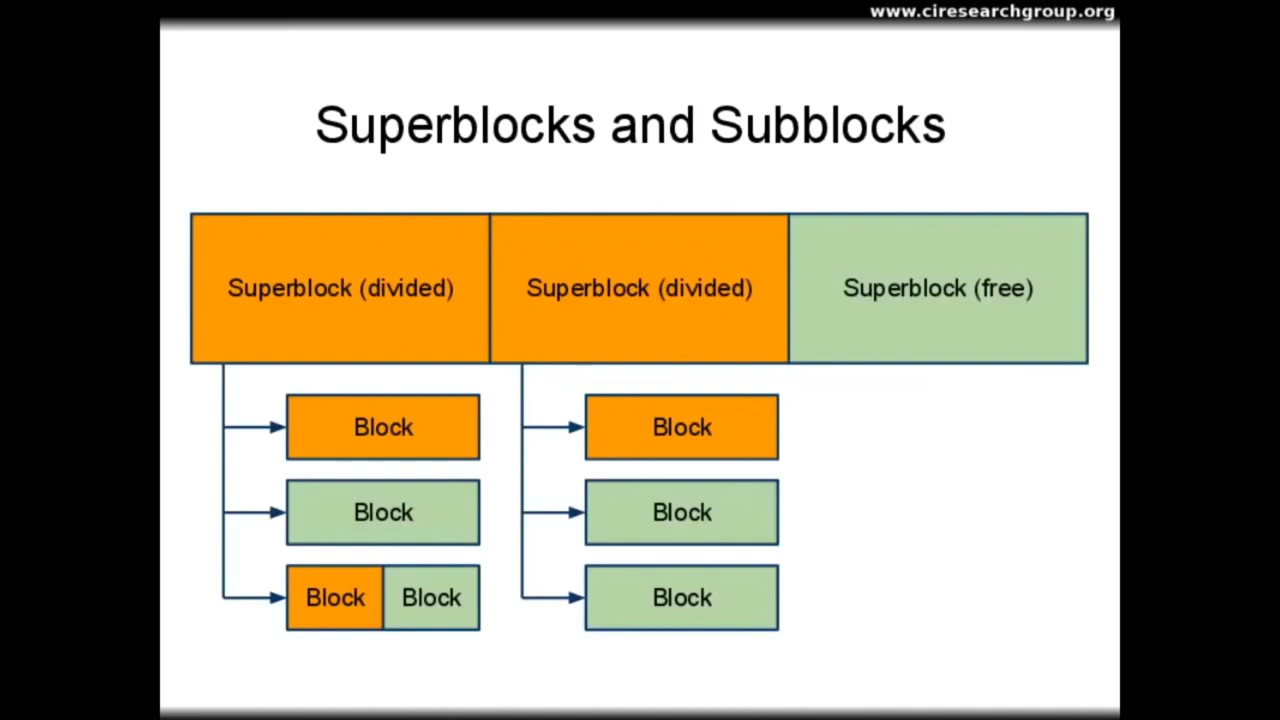 www.ciresearchgroup.org
Superblocks and Subblocks
Superblock (divided)
Superblock (divided)
Superblock (free)
Block
Block
Block
Block
Block Block
Block